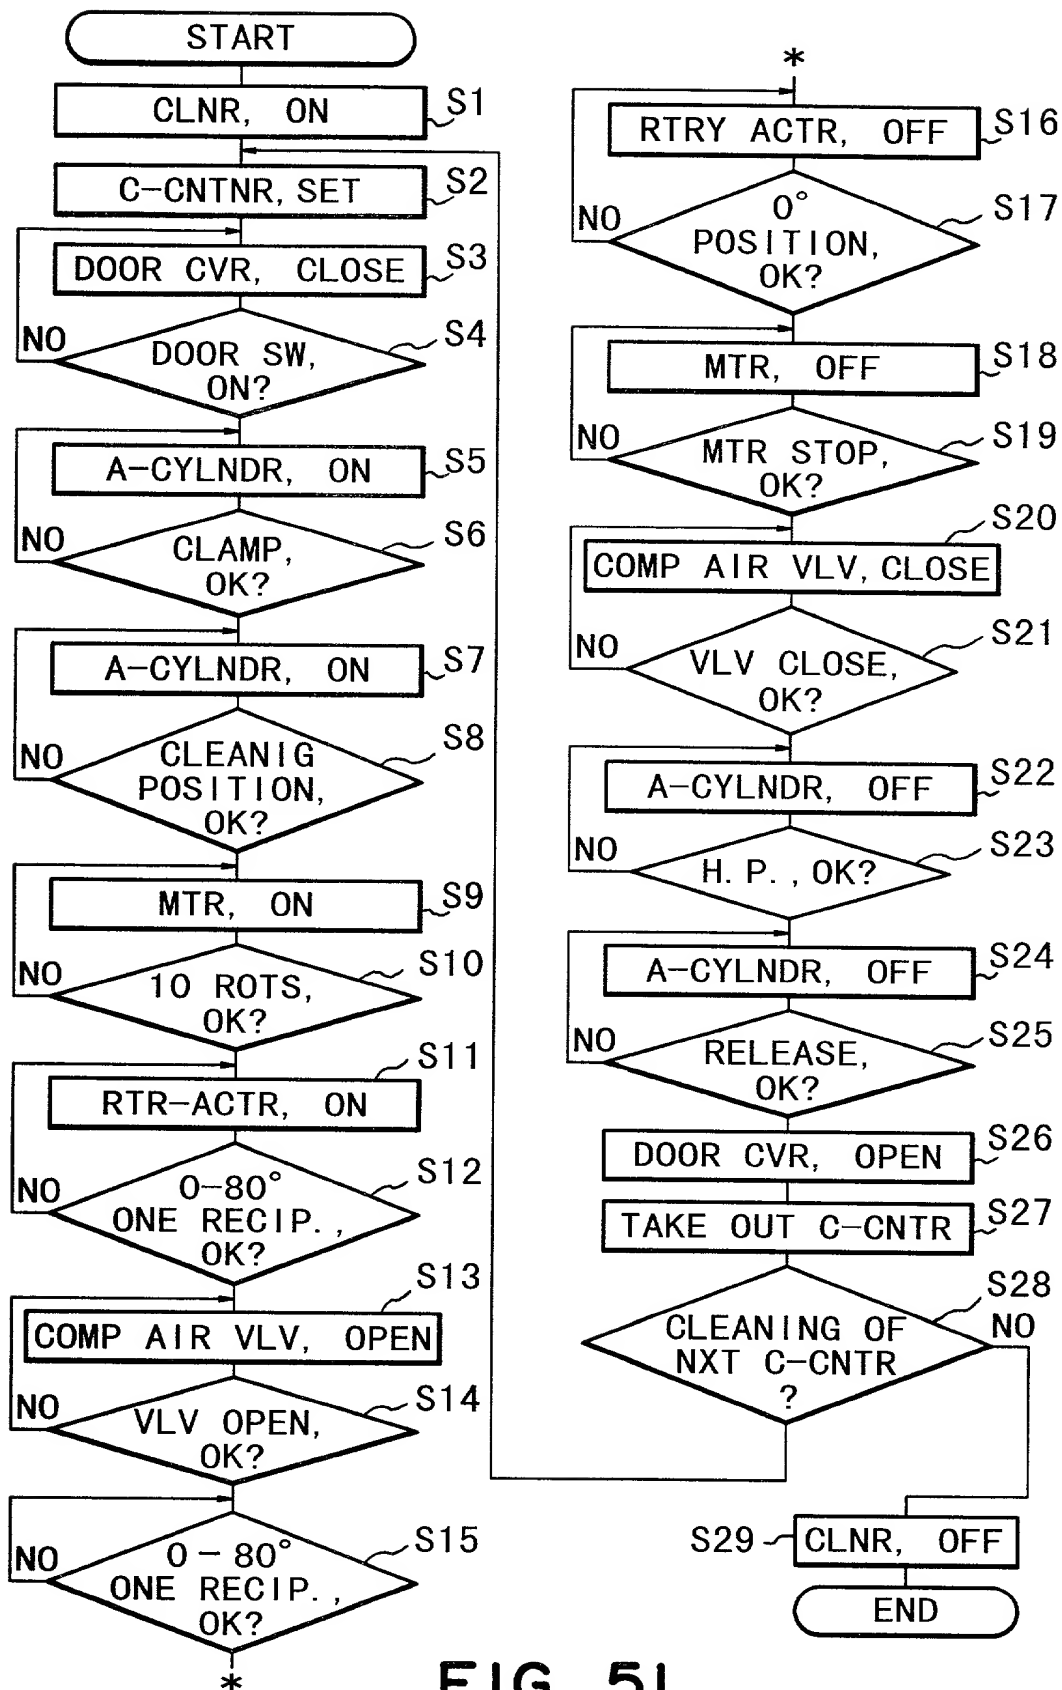 START
CLNR, ON
S1
C-CNTNR, SET
S2
DOOR CVR, CLOSE
S3
DOOR SW,
ON?
S4
NO
A-CYLNDR, ON
S5
CLAMP,
OK?
S6
NO
A-CYLNDR, ON
S7
CLEANIG
POSITION,
OK?
S8
NO
MTR, ON
S9
10 ROTS,
OK?
S10
NO
S11
RTR-ACTR, ON
0-80°
ONE RECIP.,
OK?
S12
NO
S13
COMP AIR VLV, OPEN
VLV OPEN,
OK?
S14
NO
0-80°
ONE RECIP.,
OK?
S15
NO
*
*
RTRY ACTR, OFF
S16
0°
POSITION,
OK?
S17
NO
MTR, OFF
S18
MTR STOP,
OK?
S19
NO
S20
COMP AIR VLV, CLOSE
VLV CLOSE,
OK?
S21
NO
A-CYLNDR, OFF
S22
H.P., OK?
S23
NO
A-CYLNDR, OFF
S24
RELEASE,
OK?
S25
NO
DOOR CVR, OPEN
S26
TAKE OUT C-CNTR
S27
CLEANING OF
NXT C-CNTR
?
S28
NO
S29
CLNR, OFF
END
FIG. 51